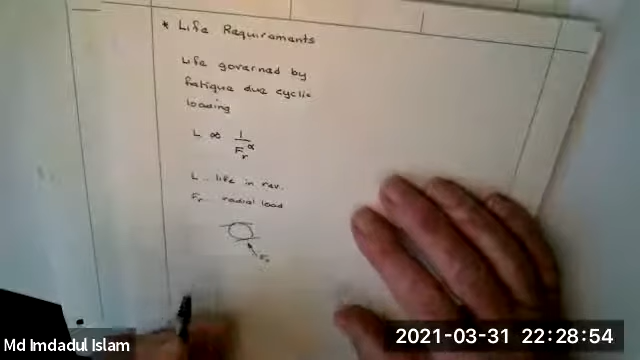 * Life Requirements
Life governed by
fatigue due cyclic
loading
L ∝ 1/Fr^α
L .. life in rev.
Fr .. radial load
Fr
Md Imdadul Islam
2021-03-31 22:28:54